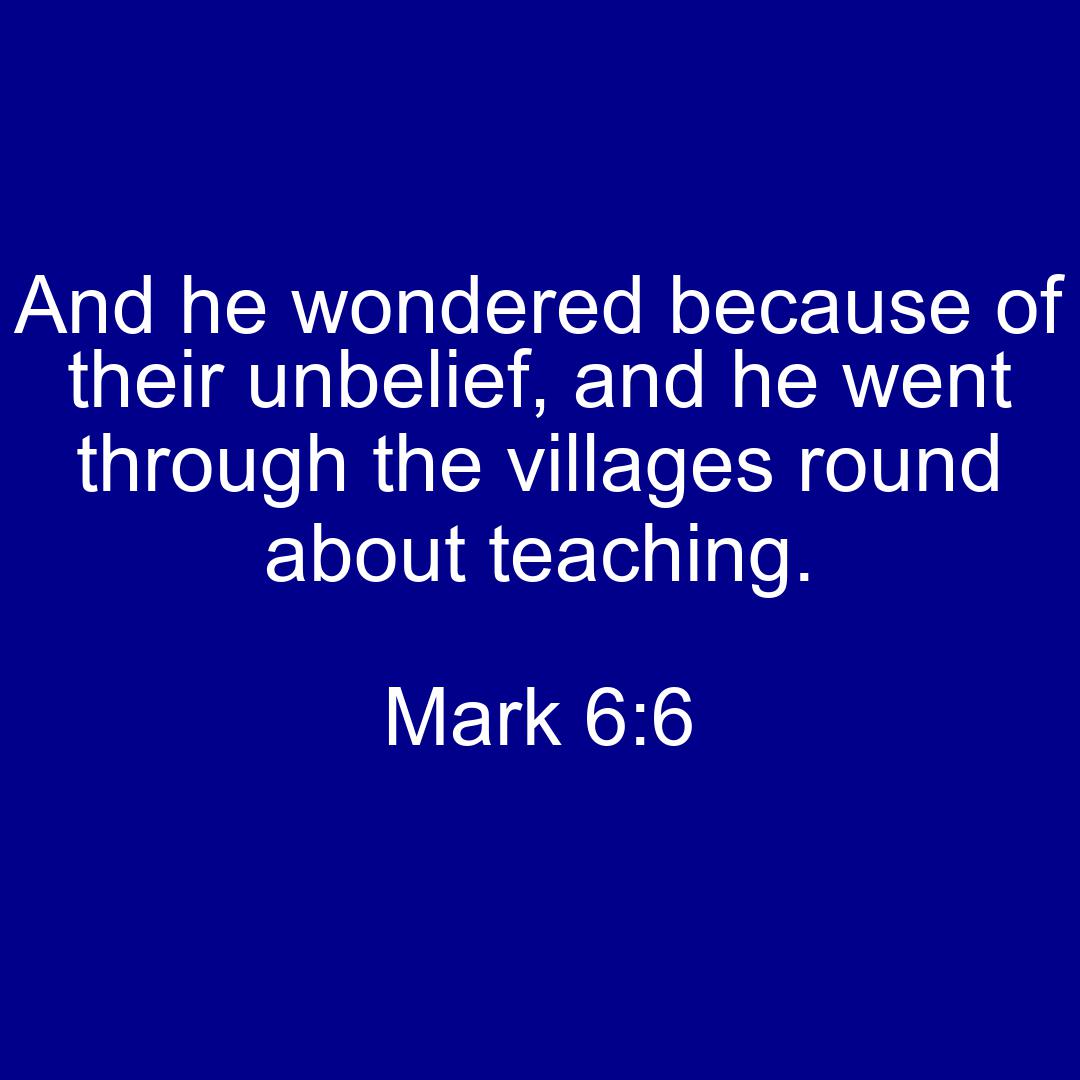 And he wondered because of
their unbelief, and he went
through the villages round
about teaching.
Mark 6:6